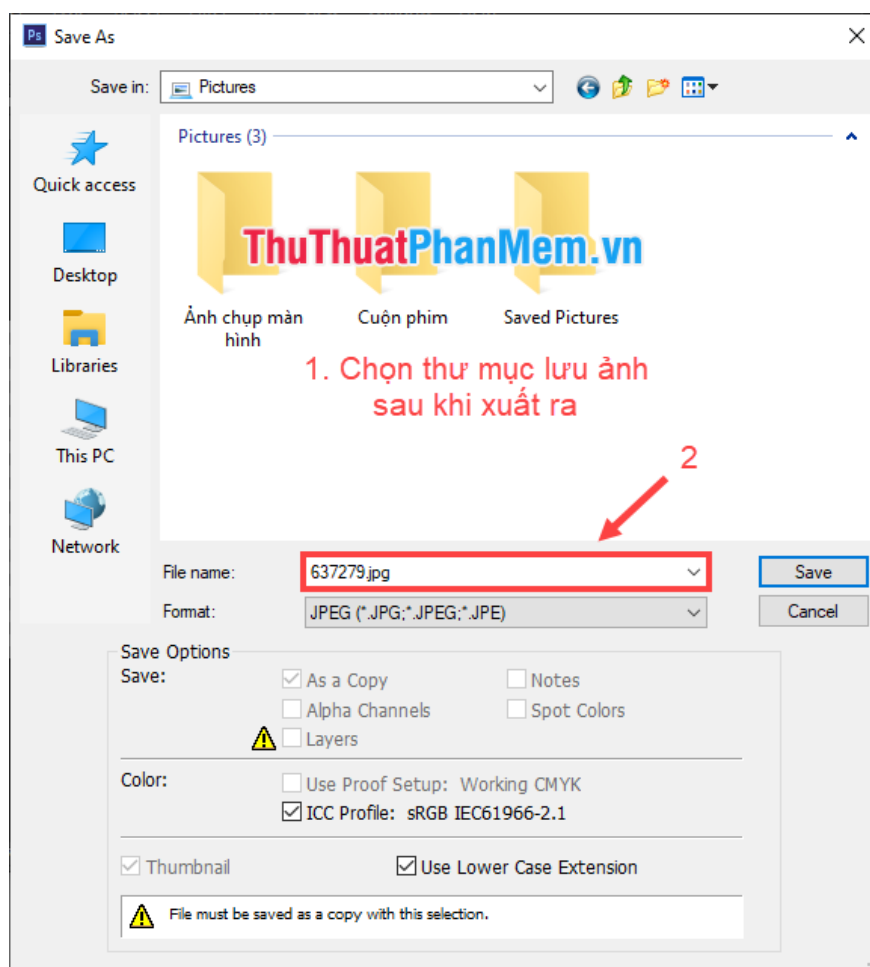 Ps Save As
Save in: Pictures
Pictures (3)
Quick access
Desktop
Libraries
This PC
Network
ThuThuatPhanMem.vn
Ảnh chụp màn
hình
Cuộn phim
Saved Pictures
1. Chọn thư mục lưu ảnh
sau khi xuất ra
2
File name: 637279.jpg Save
Format: JPEG (*.JPG;*.JPEG;*.JPE) Cancel
Save Options
Save: As a Copy Notes
Alpha Channels Spot Colors
Layers
Color: Use Proof Setup: Working CMYK
ICC Profile: sRGB IEC61966-2.1
Thumbnail Use Lower Case Extension
File must be saved as a copy with this selection.